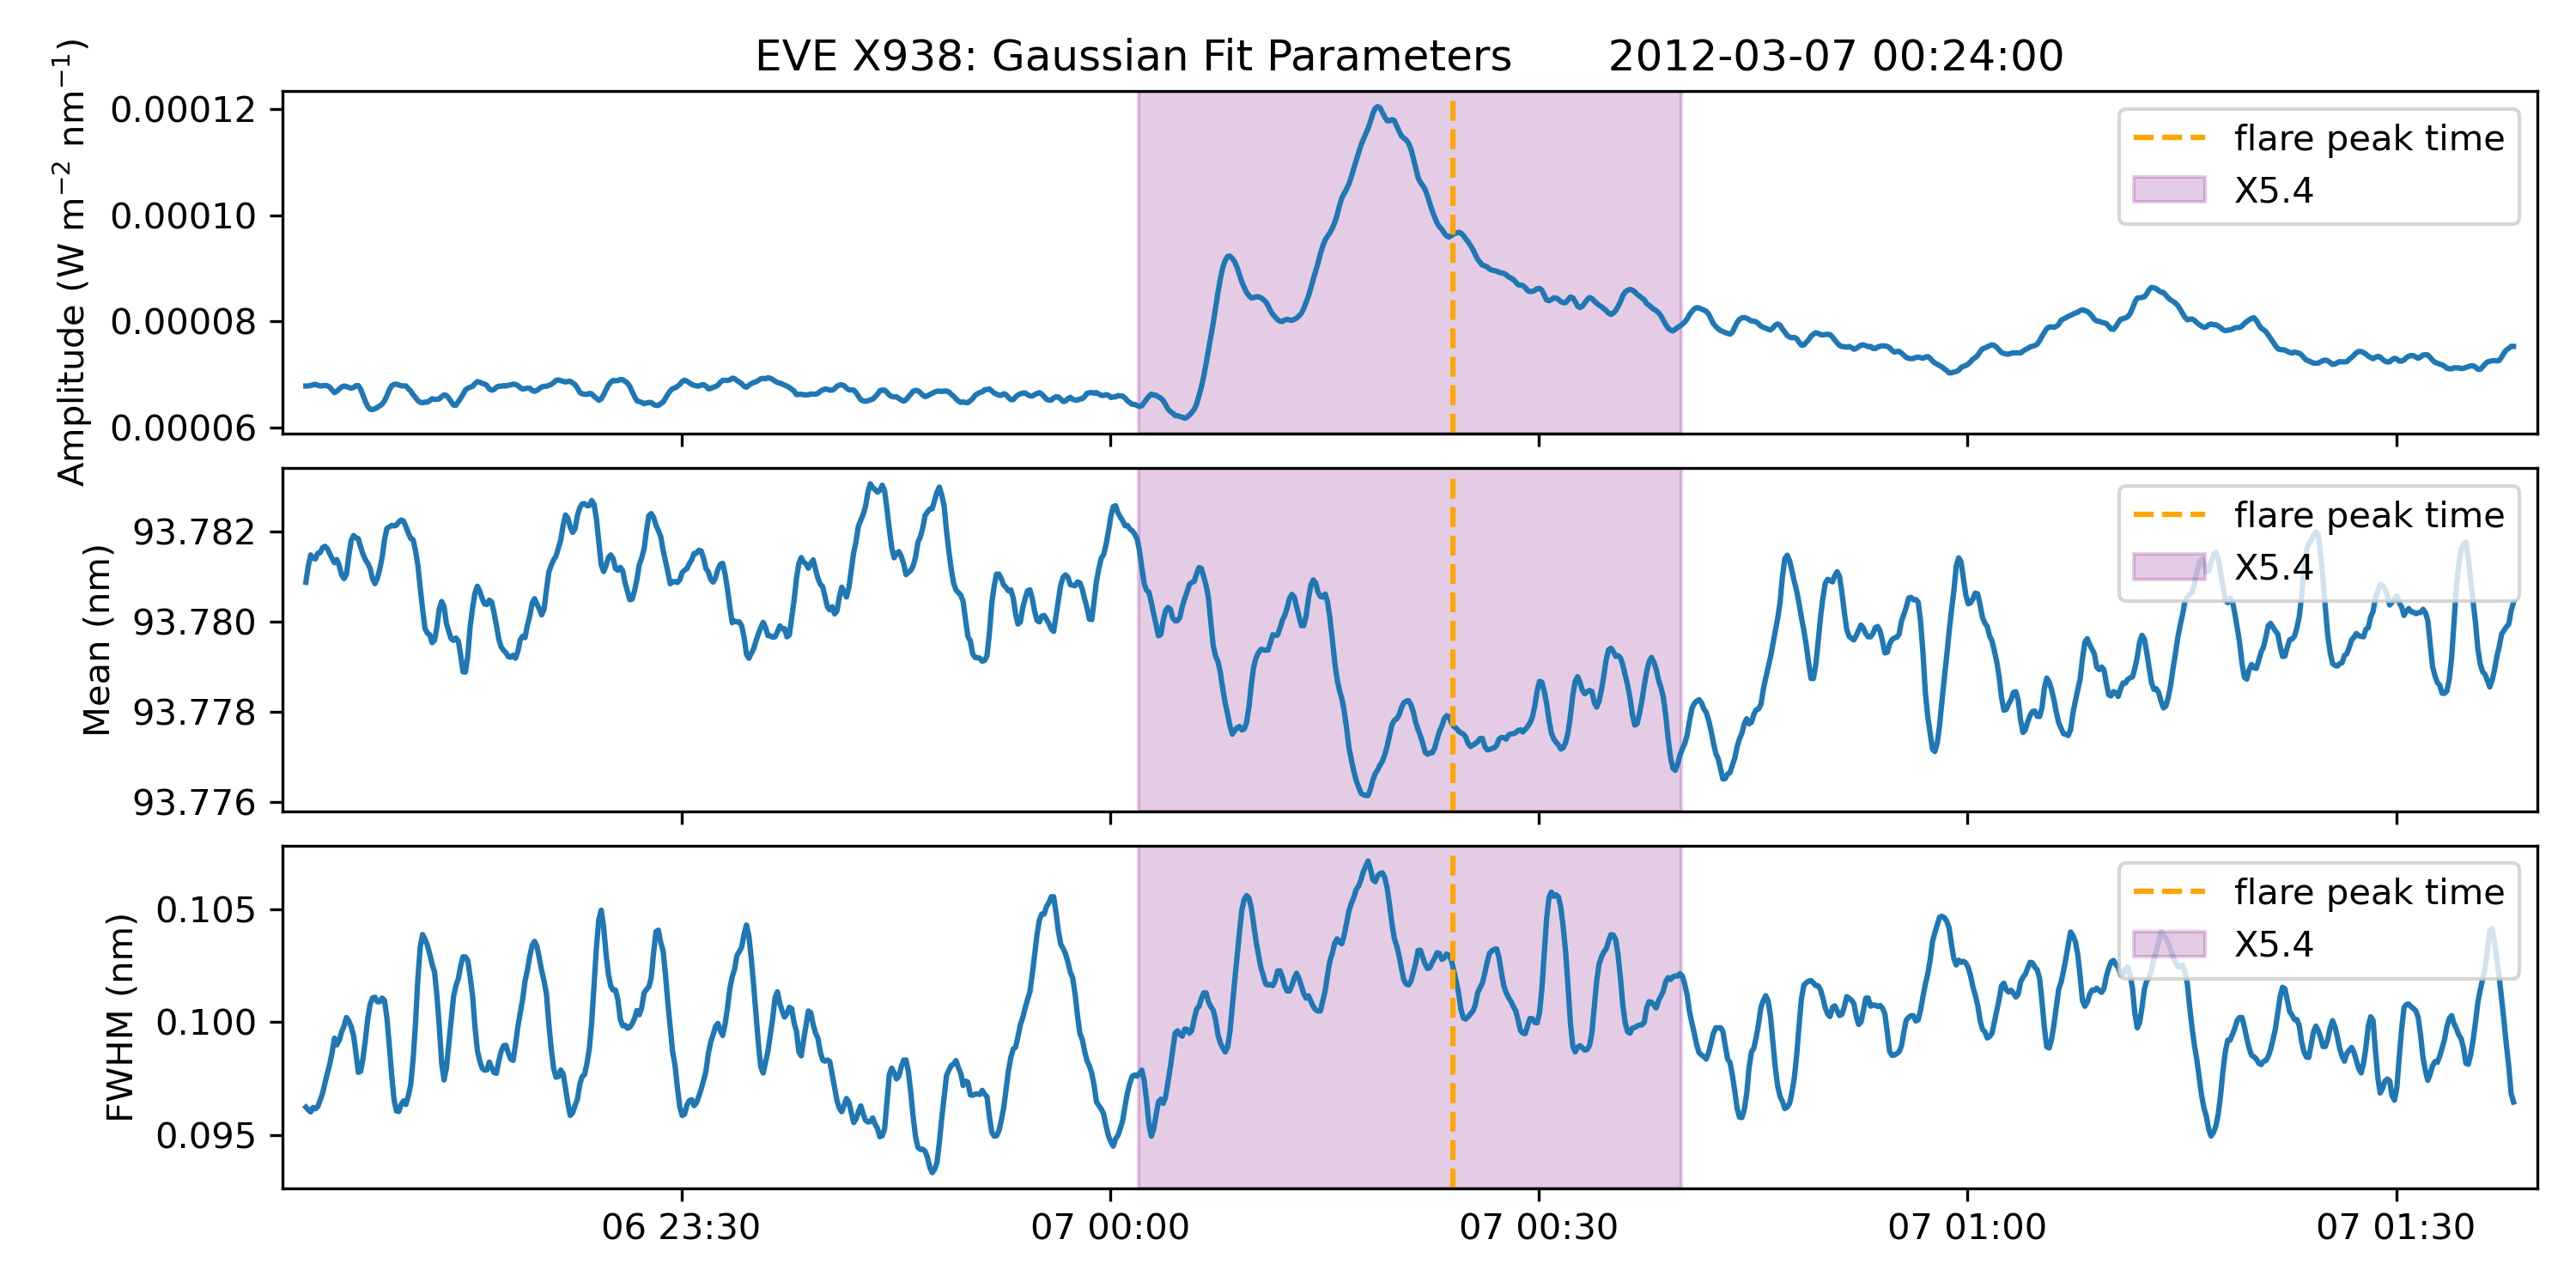 EVE X938: Gaussian Fit Parameters 2012-03-07 00:24:00
Amplitude (W m⁻² nm⁻¹)
0.00012
0.00010
0.00008
0.00006
flare peak time
X5.4
Mean (nm)
93.782
93.780
93.778
93.776
flare peak time
X5.4
FWHM (nm)
0.105
0.100
0.095
flare peak time
X5.4
06 23:30 07 00:00 07 00:30 07 01:00 07 01:30